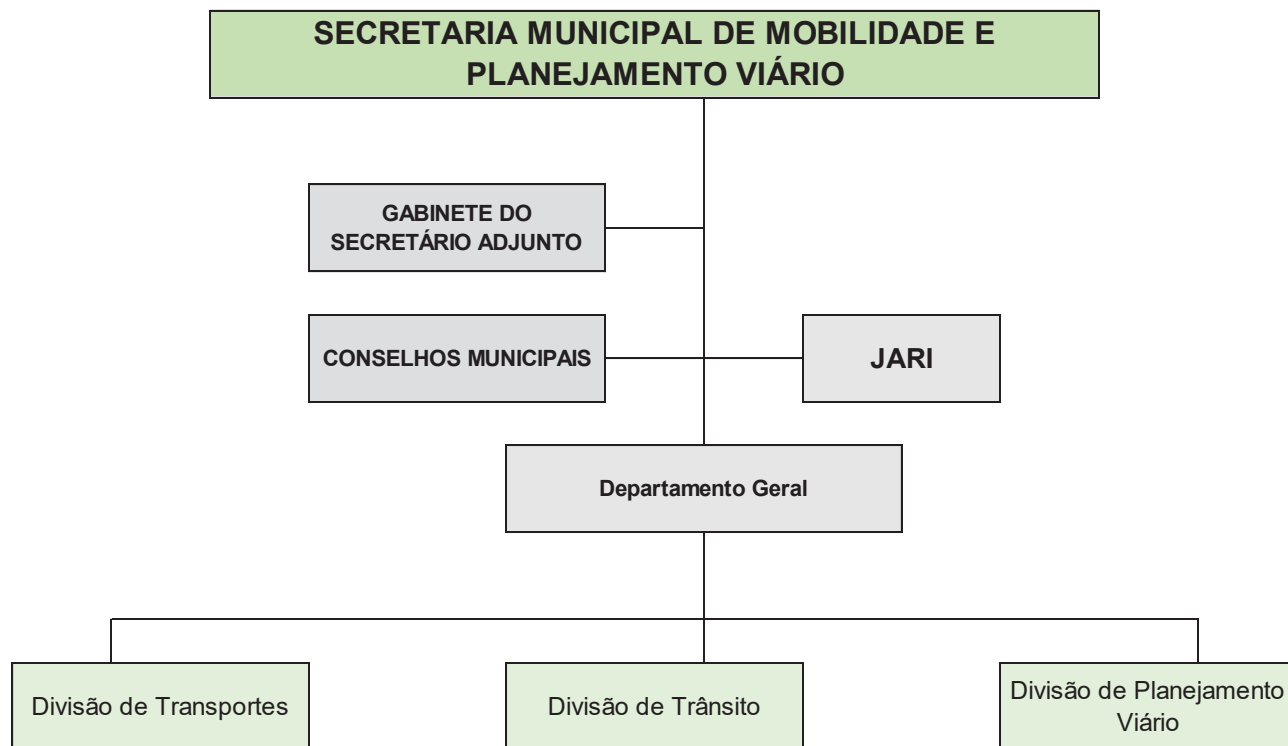 SECRETARIA MUNICIPAL DE MOBILIDADE E
PLANEJAMENTO VIÁRIO
GABINETE DO
SECRETÁRIO ADJUNTO
CONSELHOS MUNICIPAIS
JARI
Departamento Geral
Divisão de Transportes
Divisão de Trânsito
Divisão de Planejamento
Viário